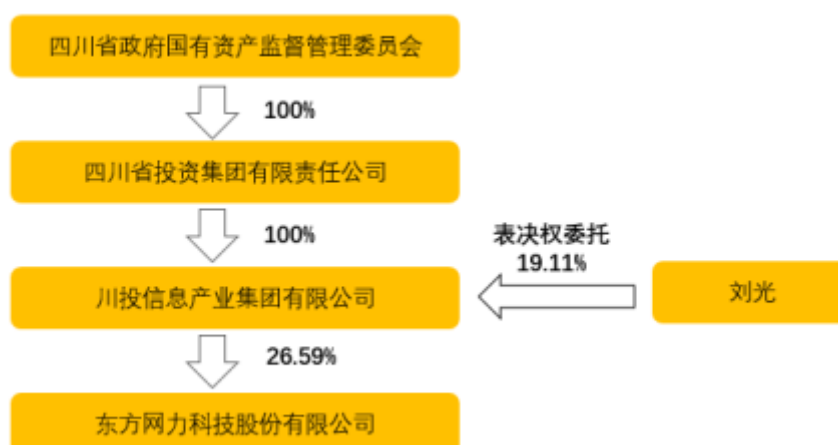 四川省政府国有资产监督管理委员会
100%
四川省投资集团有限责任公司
100%
表决权委托
19.11%
川投信息产业集团有限公司
刘光
26.59%
东方网力科技股份有限公司